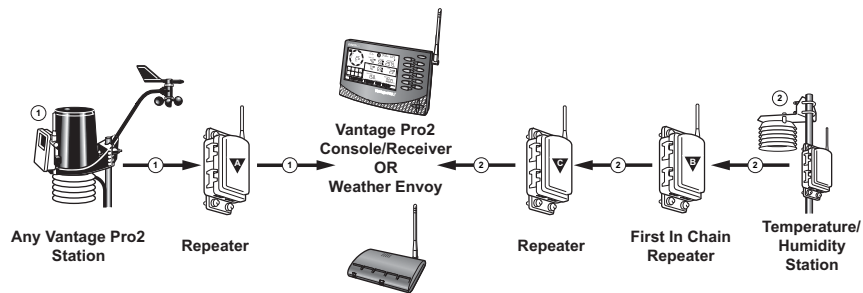 1
2
Vantage Pro2
Console/Receiver
OR
Weather Envoy
1
A
1
2
C
2
B
2
Any Vantage Pro2
Station
Repeater
Repeater
First In Chain
Repeater
Temperature/
Humidity
Station